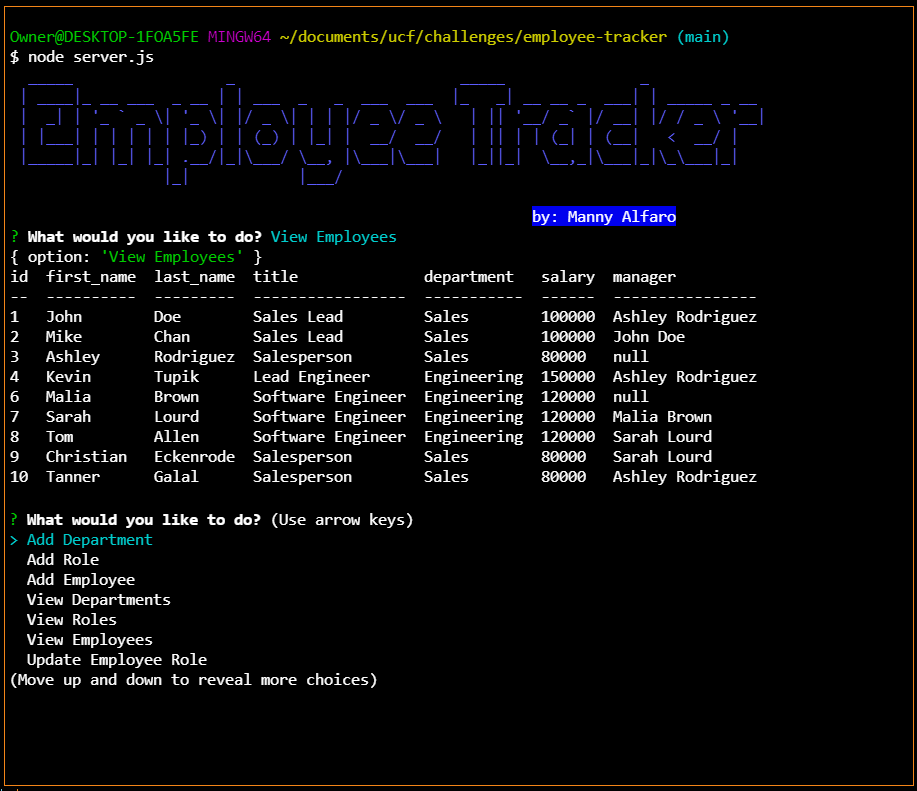 Owner@DESKTOP-1FOA5FE MINGW64 ~/documents/ucf/challenges/employee-tracker (main)
$ node server.js
Employee Tracker
by: Manny Alfaro
? What would you like to do? View Employees
{ option: 'View Employees' }
id  first_name  last_name  title              department   salary  manager
--  ----------  ---------  -----------------  -----------  ------  ----------------
1   John        Doe        Sales Lead         Sales        100000  Ashley Rodriguez
2   Mike        Chan       Sales Lead         Sales        100000  John Doe
3   Ashley      Rodriguez  Salesperson        Sales        80000   null
4   Kevin       Tupik      Lead Engineer      Engineering  150000  Ashley Rodriguez
6   Malia       Brown      Software Engineer  Engineering  120000  null
7   Sarah       Lourd      Software Engineer  Engineering  120000  Malia Brown
8   Tom         Allen      Software Engineer  Engineering  120000  Sarah Lourd
9   Christian   Eckenrode  Salesperson        Sales        80000   Sarah Lourd
10  Tanner      Galal      Salesperson        Sales        80000   Ashley Rodriguez
? What would you like to do? (Use arrow keys)
> Add Department
  Add Role
  Add Employee
  View Departments
  View Roles
  View Employees
  Update Employee Role
(Move up and down to reveal more choices)